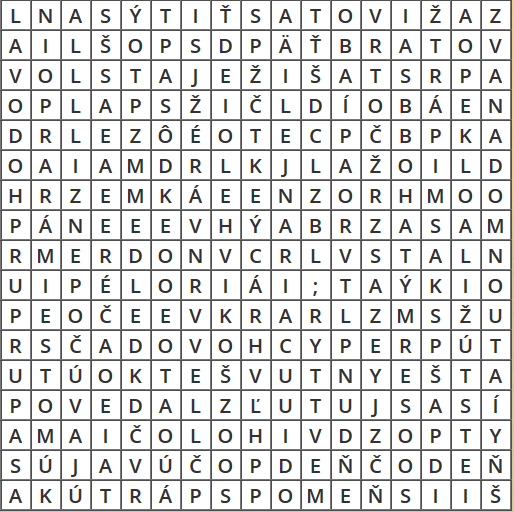 L N A S Ý T I Ť S A T O V I Ž A Z
A I L Š O P S D P Ä Ť B R A T O V
V O L S T A J E Ž I Š A T S R P A
O P L A P S Ž I Č L D Í O B Á E N
D R L E Z Ô É O T E C P Č B P K A
O A I A M D R L K J L A Ž O I L D
H R Z E M K Á E E N Z O R H M O O
P Á N E E E V H Ý A B R Z A S A M
R M E R D O N V C R L V S T A L N
U I P É L O R I Á I ; T A Ý K I O
P E O Č E E V K R A R L Z M S Ž U
R S Č A D O V O H C Y P E R P Ú T
U T Ú O K T E Š V U T N Y E Š T A
P O V E D A L Z Ľ U T U J S A S Í
A M A I Č O L O H I V D Z O P T Y
S Ú J A V Ú Č O P D E Ň Č O D E Ň
A K Ú T R Á P S P O M E Ň S I I Š